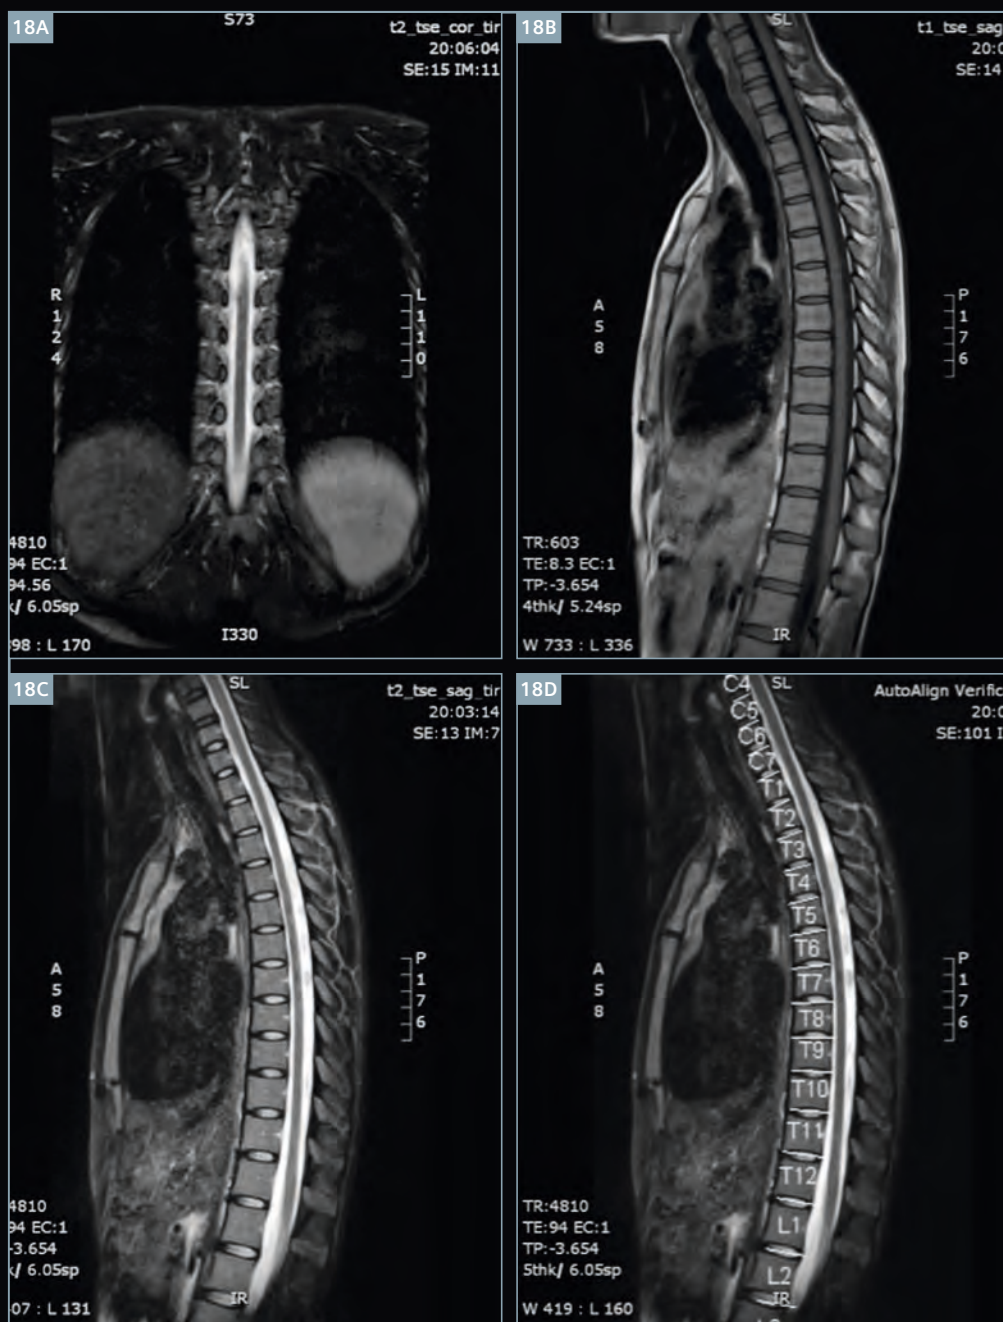 18A
S73
t2_tse_cor_tir
20:06:04
SE:15 IM:11
R
1
2
4
L
1
1
0
4810
94 EC:1
94.56
/ 6.05sp
98 : L 170
I330
18B
SL
t1_tse_sag
20:0
SE:14
A
5
8
P
1
7
6
TR:603
TE:8.3 EC:1
TP:-3.654
4thk/ 5.24sp
W 733 : L 336
IR
18C
SL
t2_tse_sag_tir
20:03:14
SE:13 IM:7
A
5
8
P
1
7
6
4810
94 EC:1
-3.654
/ 6.05sp
07 : L 131
IR
18D
SL
AutoAlign Verific
20:0
SE:101 I
C4
C5
C6
T1
T2
T3
T4
T5
T6
T7
T8
T9
T10
T11
T12
L1
L2
A
5
8
P
1
7
6
TR:4810
TE:94 EC:1
TP:-3.654
5thk/ 6.05sp
W 419 : L 160
IR